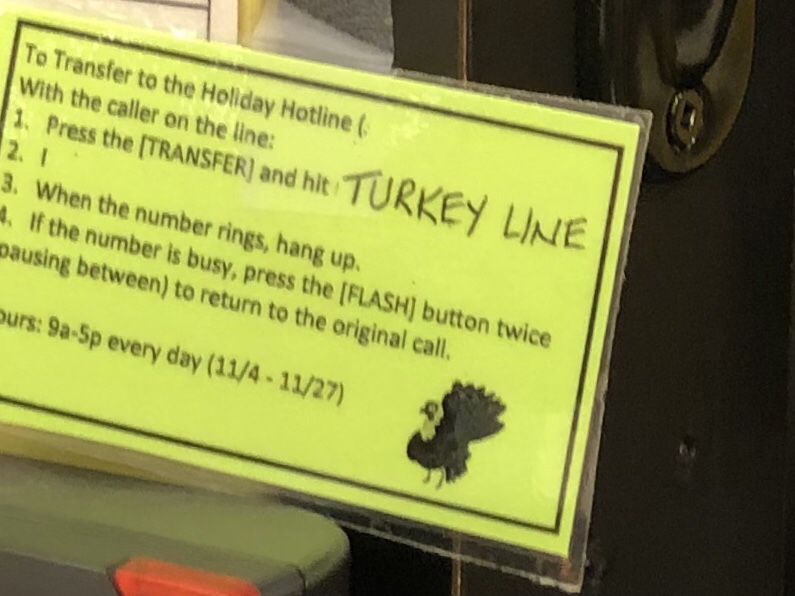 To Transfer to the Holiday Hotline (
With the caller on the line:
1. Press the [TRANSFER] and hit TURKEY LINE
2. I
3. When the number rings, hang up.
4. If the number is busy, press the [FLASH] button twice
pausing between) to return to the original call.
ours: 9a-5p every day (11/4 - 11/27)